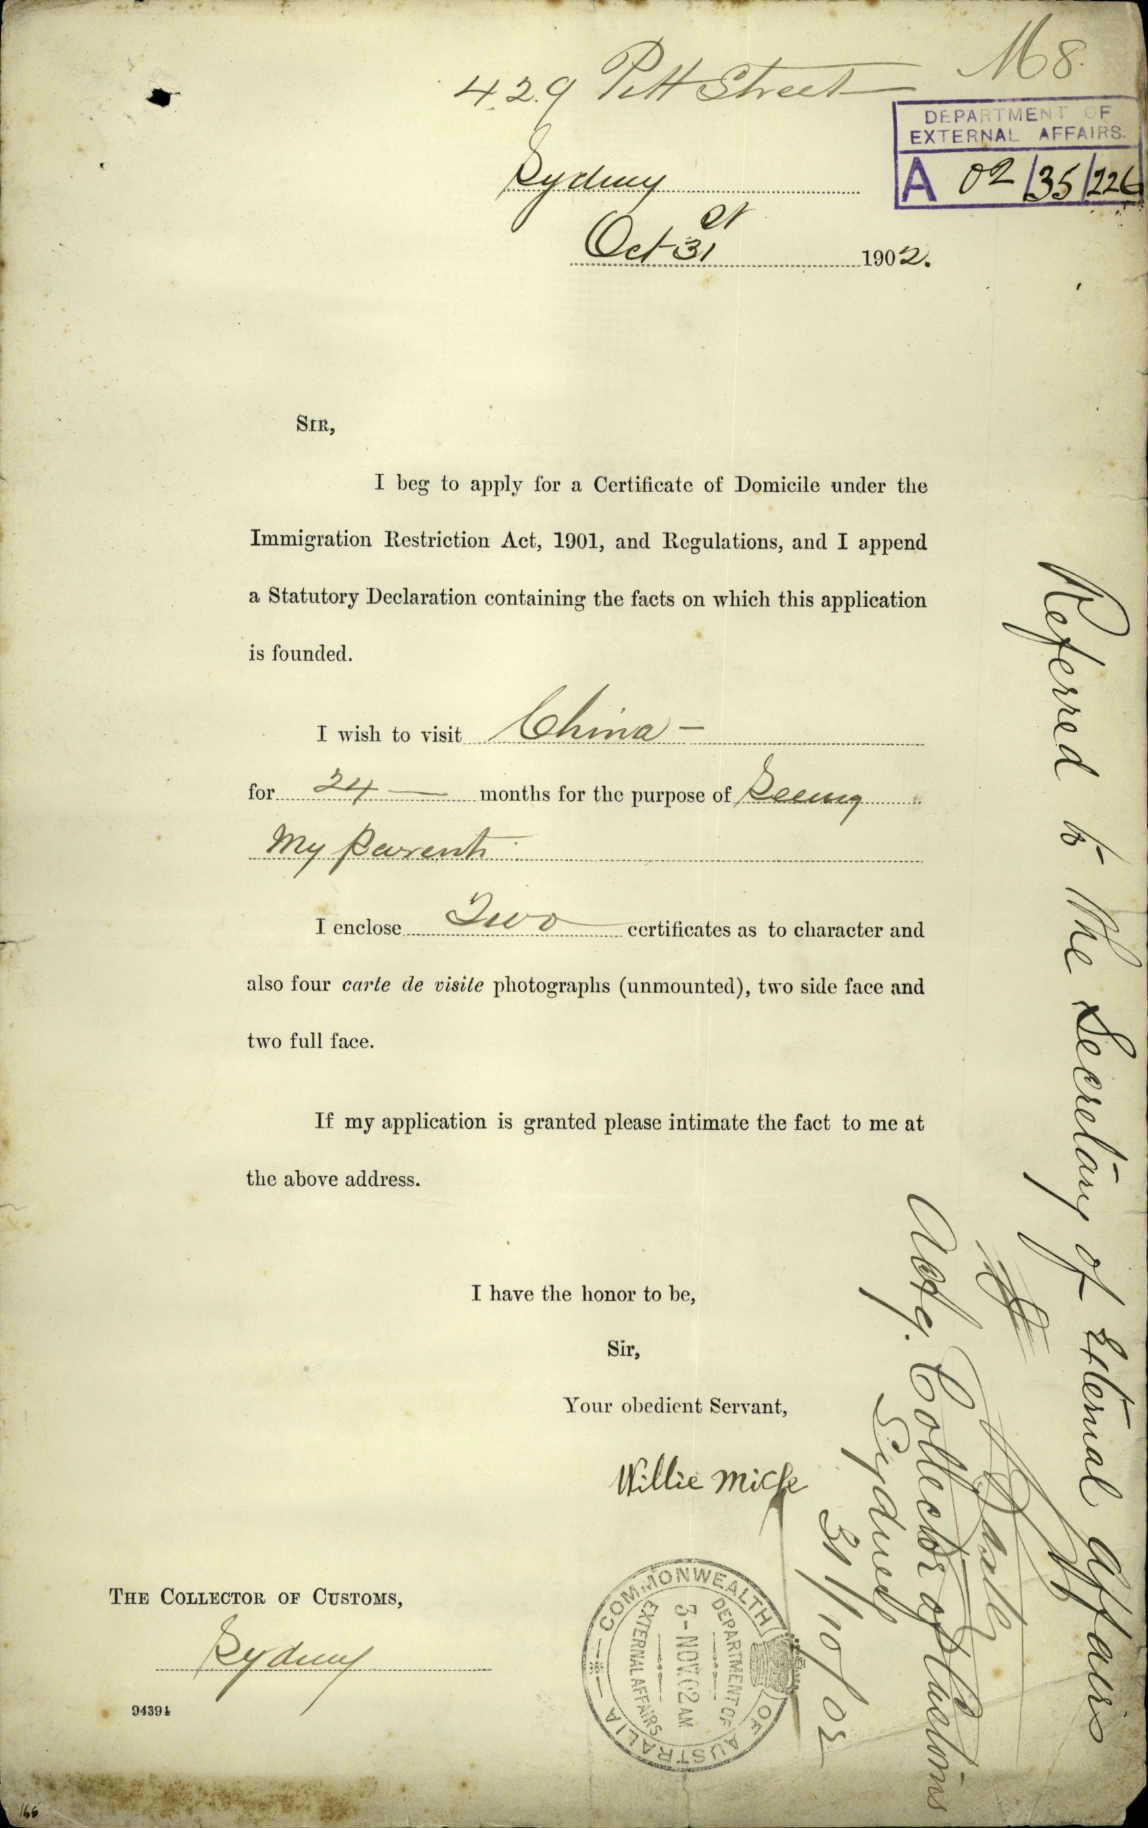 M8.
429 Pitt Street
DEPARTMENT OF
EXTERNAL AFFAIRS.
A 02/35/226
Sydney
Oct 31st 1902.
SIR,
I beg to apply for a Certificate of Domicile under the
Immigration Restriction Act, 1901, and Regulations, and I append
a Statutory Declaration containing the facts on which this application
is founded.
I wish to visit China -
for 24 — months for the purpose of Seeing
My Parents
I enclose Two certificates as to character and
also four carte de visite photographs (unmounted), two side face and
two full face.
If my application is granted please intimate the fact to me at
the above address.
I have the honor to be,
Sir,
Your obedient Servant,
Willie
THE COLLECTOR OF CUSTOMS,
Sydney
94394
166
COMMONWEALTH OF AUSTRALIA
DEPARTMENT OF
3-NOV.02 AM
EXTERNAL AFFAIRS
Referred to the Secretary of External Affairs
Actg. Collector of Customs
Sydney
31/10/02